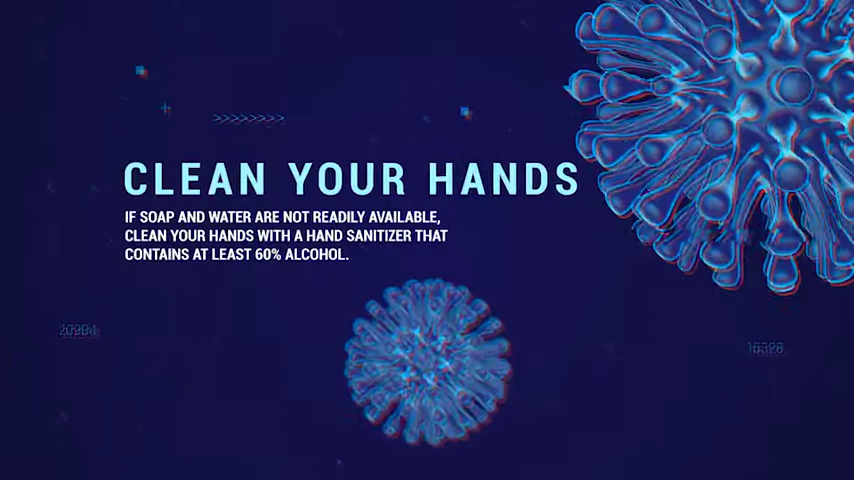 >>>>>>>>
CLEAN YOUR HANDS
IF SOAP AND WATER ARE NOT READILY AVAILABLE,
CLEAN YOUR HANDS WITH A HAND SANITIZER THAT
CONTAINS AT LEAST 60% ALCOHOL.